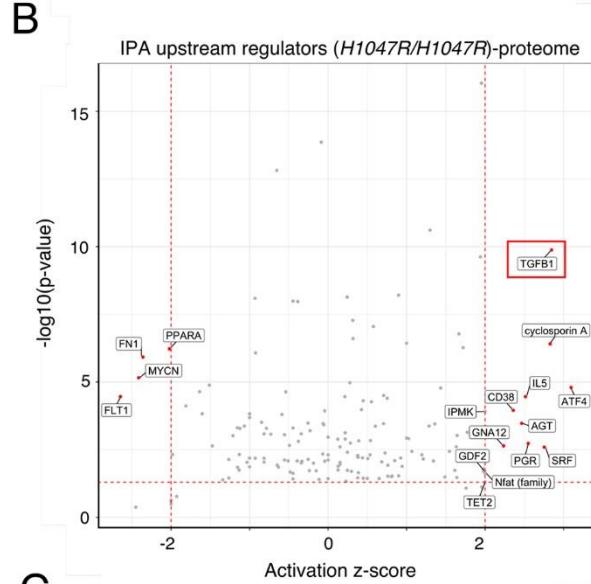 B
IPA upstream regulators (H1047R/H1047R)-proteome
15
10
5
0
-log10(p-value)
TGFB1
cyclosporin A
PPARA
FN1
MYCN
FLT1
IL5
ATF4
CD38
IPMK
AGT
GNA12
GDF2
PGR
SRF
Nfat (family)
TET2
-2
0
2
Activation z-score